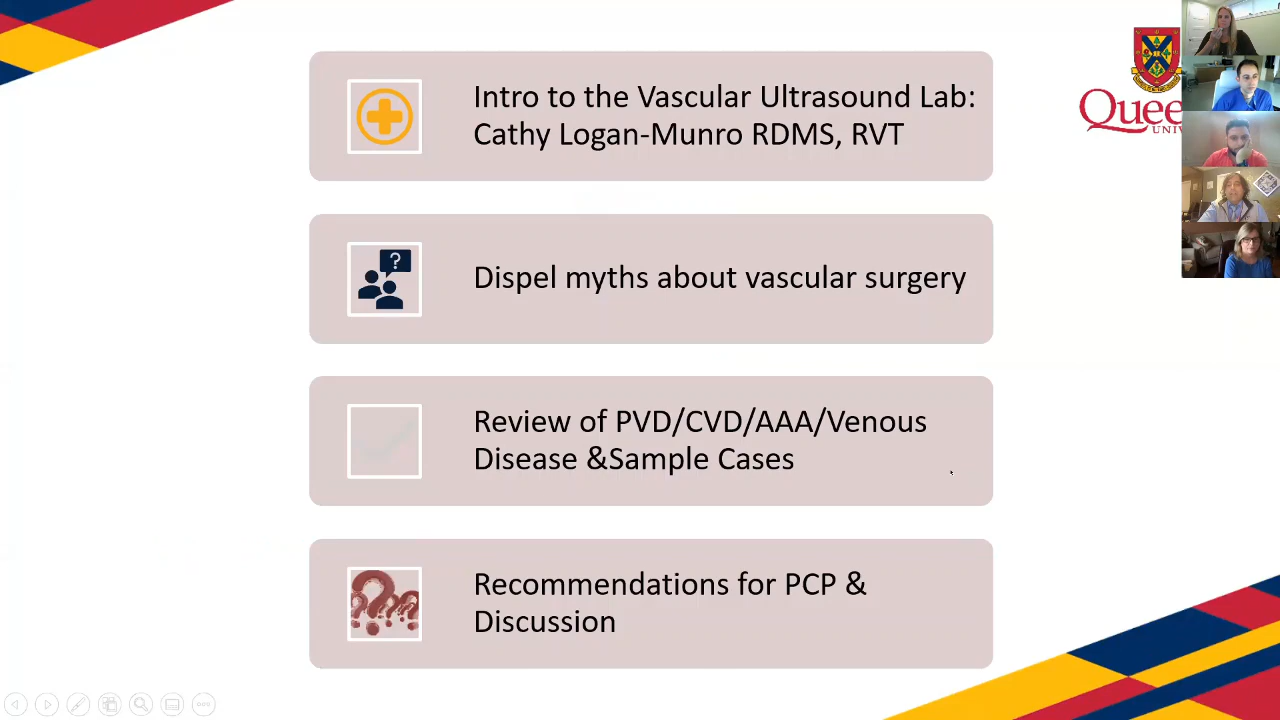 Intro to the Vascular Ultrasound Lab:
Cathy Logan-Munro RDMS, RVT
Dispel myths about vascular surgery
Review of PVD/CVD/AAA/Venous
Disease &Sample Cases
Recommendations for PCP &
Discussion
Quee
UNI